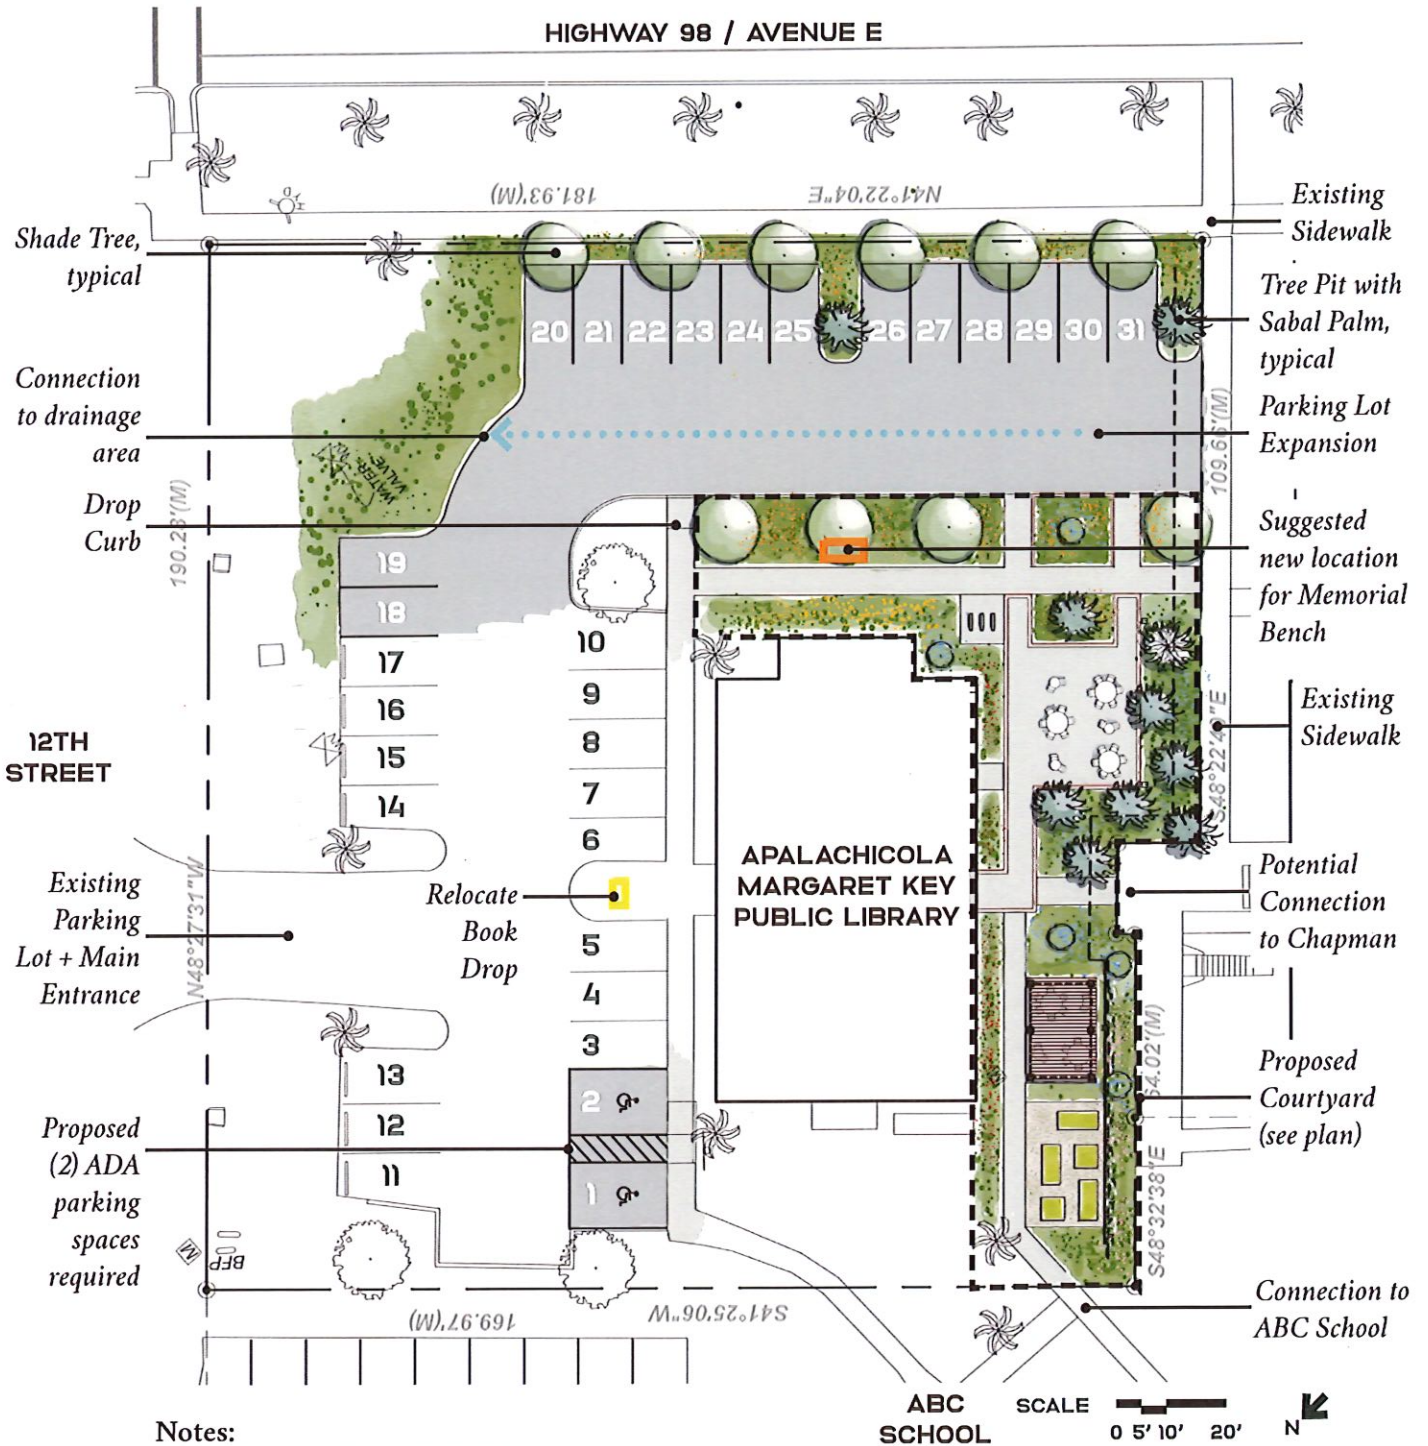 HIGHWAY 98 / AVENUE E
181.93'(M)
N41°22'04"E
Existing
Sidewalk
Shade Tree,
typical
Tree Pit with
Sabal Palm,
typical
20 21 22 23 24 25 26 27 28 29 30 31
Connection
to drainage
area
Parking Lot
Expansion
109.66'(M)
WATER
VALVE
Drop
Curb
190.28'(M)
Suggested
new location
for Memorial
Bench
19
18
17
16
15
14
10
9
8
7
6
12TH
STREET
Existing
Sidewalk
S48°22'49"E
APALACHICOLA
MARGARET KEY
PUBLIC LIBRARY
Existing
Parking
Lot + Main
Entrance
N48°27'31"W
Relocate
Book
Drop
5
4
3
2
1
Potential
Connection
to Chapman
13
12
11
64.02'(M)
Proposed
Courtyard
(see plan)
S48°32'38"E
Proposed
(2) ADA
parking
spaces
required
M
BFP
169.97'(M)
S41°25'06"W
Connection to
ABC School
ABC
SCHOOL
SCALE
0 5' 10' 20'
N
Notes: